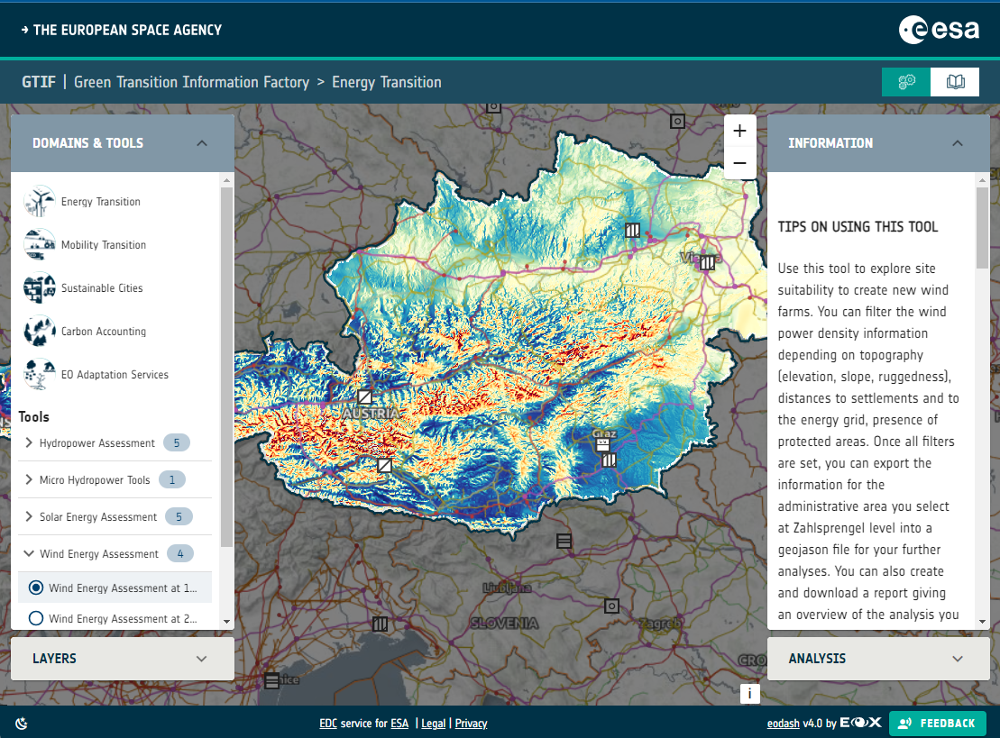 → THE EUROPEAN SPACE AGENCY
esa
GTIF | Green Transition Information Factory > Energy Transition
DOMAINS & TOOLS
Energy Transition
Mobility Transition
Sustainable Cities
Carbon Accounting
EO Adaptation Services
Tools
Hydropower Assessment 5
Micro Hydropower Tools 1
Solar Energy Assessment 5
Wind Energy Assessment 4
Wind Energy Assessment at 1...
Wind Energy Assessment at 2...
LAYERS
+
−
AUSTRIA
Graz
Ljubljana
SLOVENIA
Zagreb
CRO
nice
i
INFORMATION
TIPS ON USING THIS TOOL
Use this tool to explore site
suitability to create new wind
farms. You can filter the wind
power density information
depending on topography
(elevation, slope, ruggedness),
distances to settlements and to
the energy grid, presence of
protected areas. Once all filters
are set, you can export the
information for the
administrative area you select
at Zahlsprengel level into a
geojason file for your further
analyses. You can also create
and download a report giving
an overview of the analysis you
ANALYSIS
EDC service for ESA | Legal | Privacy
eodash v4.0 by EOX
FEEDBACK